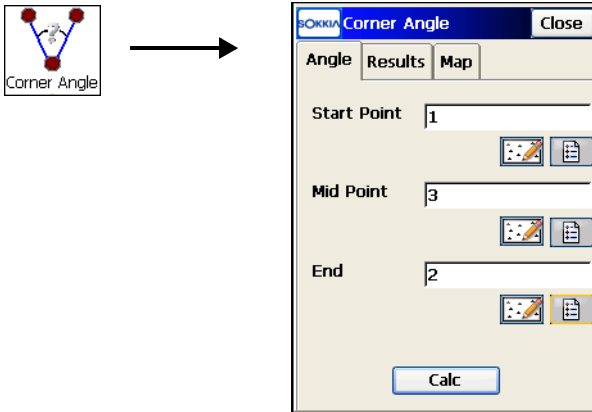 ?
Corner Angle
SOKKIA Corner Angle Close
Angle Results Map
Start Point 1
Mid Point 3
End 2
Calc